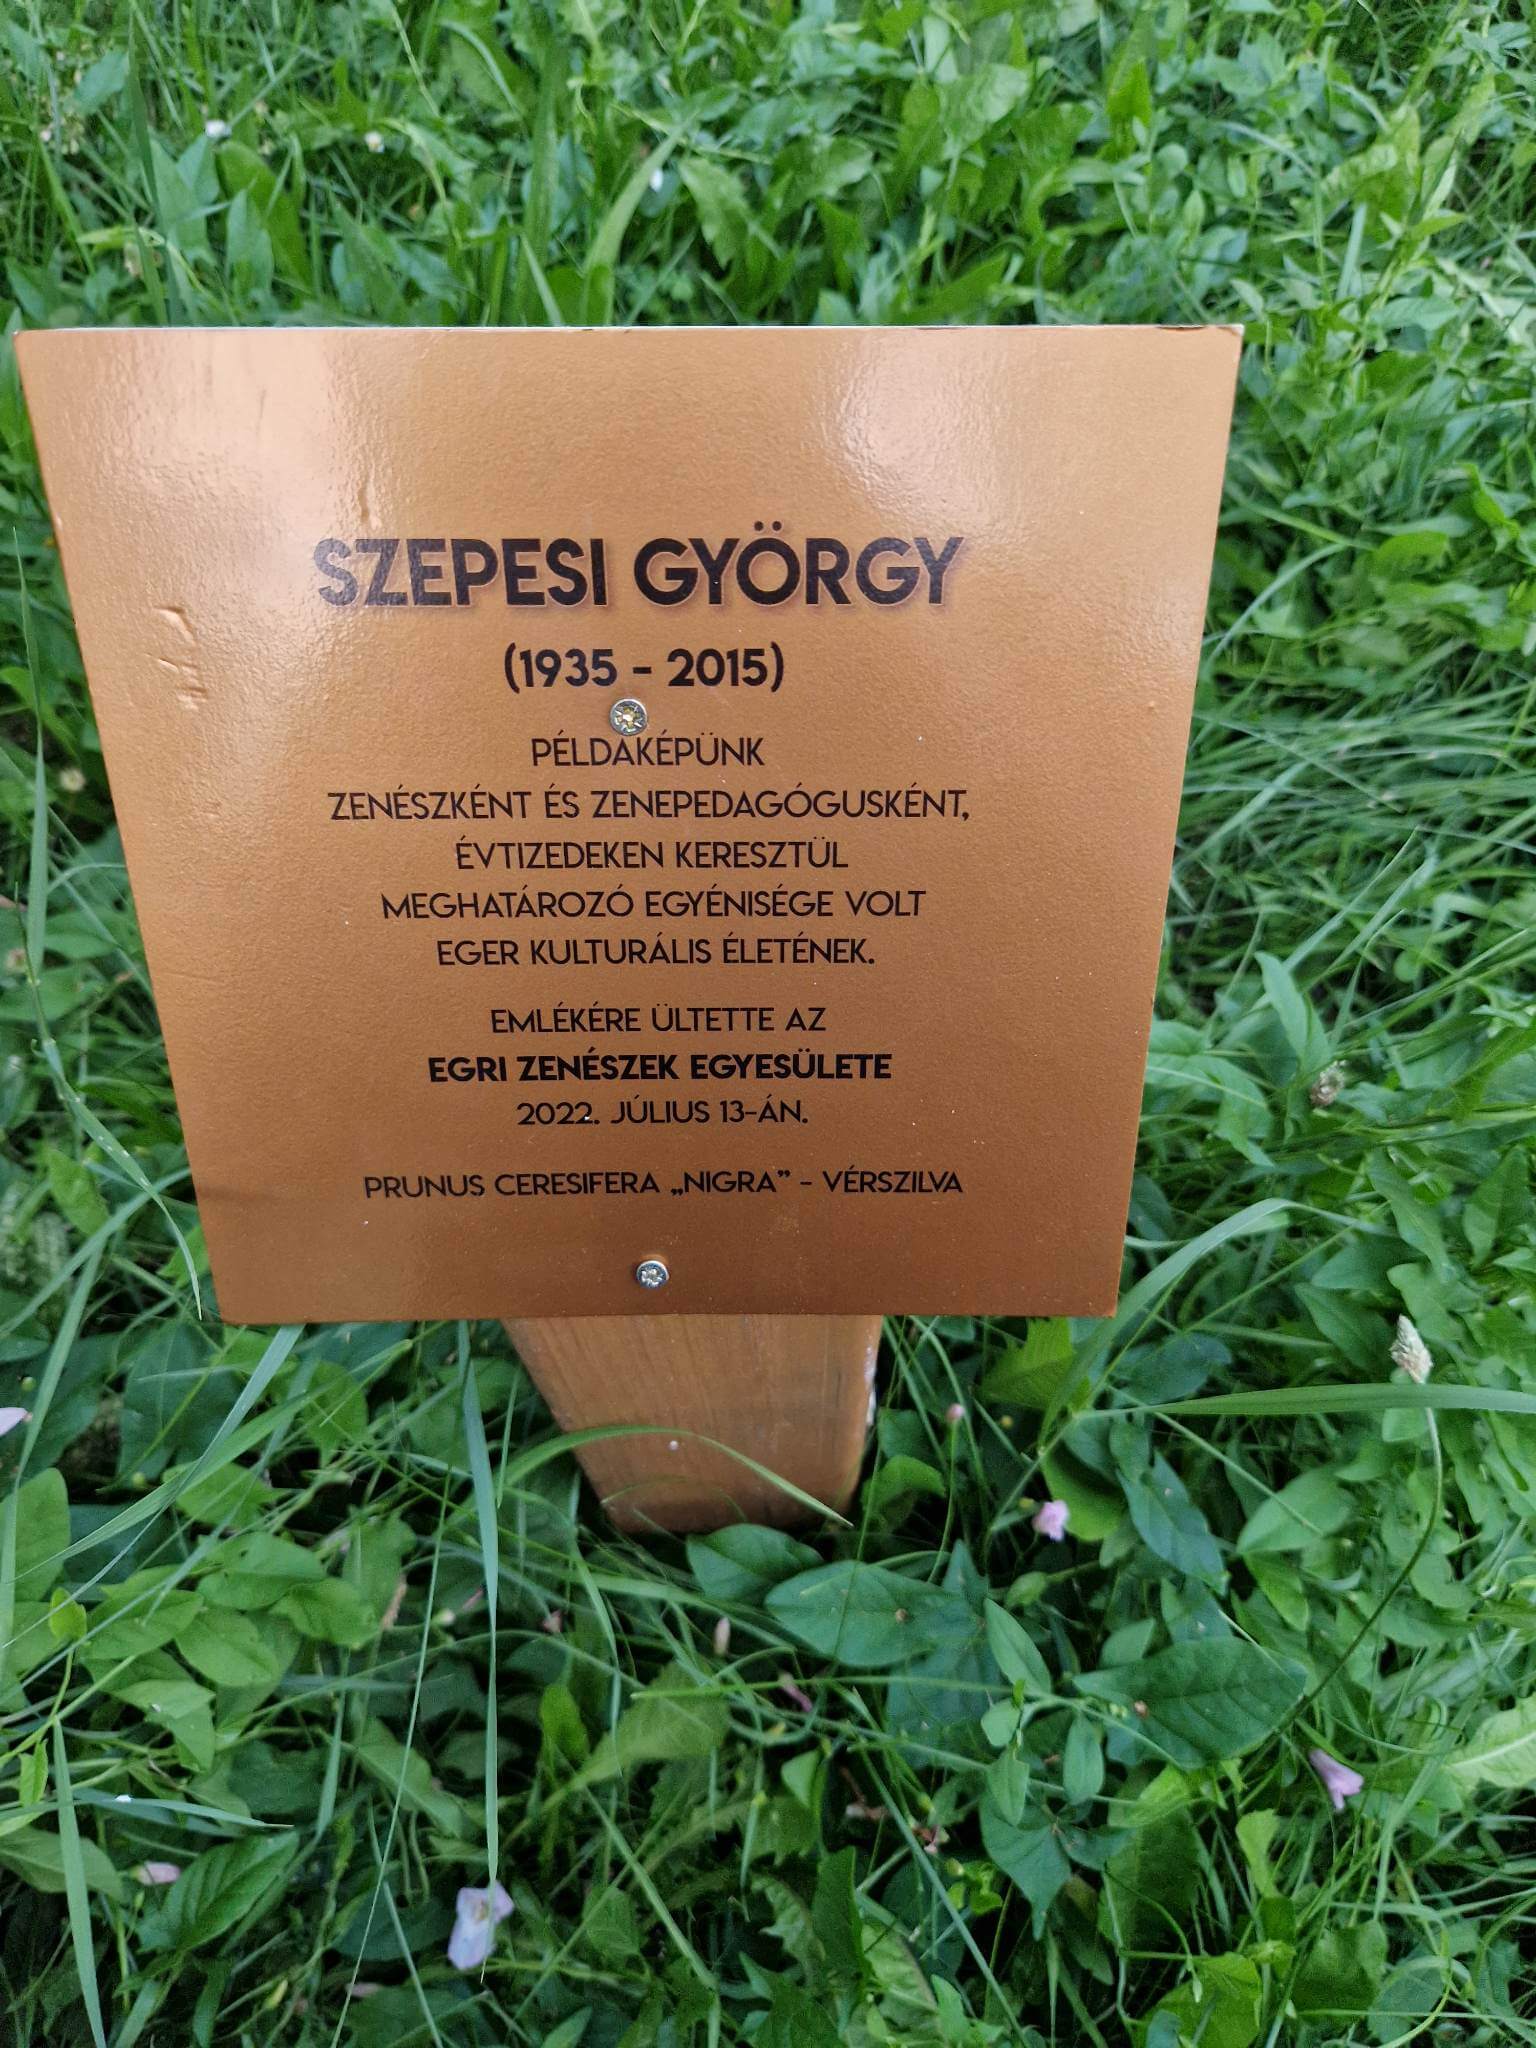 SZEPESI GYÖRGY
(1935 - 2015)
PÉLDAKÉPÜNK
ZENÉSZKÉNT ÉS ZENEPEDAGÓGUSKÉNT,
ÉVTIZEDEKEN KERESZTÜL
MEGHATÁROZÓ EGYÉNISÉGE VOLT
EGER KULTURÁLIS ÉLETÉNEK.
EMLÉKÉRE ÜLTETTE AZ
EGRI ZENÉSZEK EGYESÜLETE
2022. JÚLIUS 13-ÁN.
PRUNUS CERESIFERA „NIGRA” - VÉRSZILVA